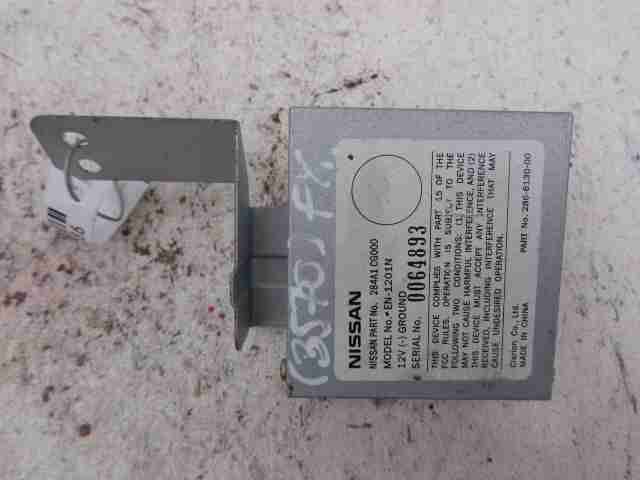 NISSAN
NISSAN PART No. 284A1 CG000
MODEL No.*EN-1201N
12V (-) GROUND
SERIAL No. 0064893
THIS DEVICE COMPLIES WITH PART 15 OF THE
FCC RULES. OPERATION IS SUBJECT TO THE
FOLLOWING TWO CONDITIONS: (1) THIS DEVICE
MAY NOT CAUSE HARMFUL INTERFERENCE, AND (2)
THIS DEVICE MUST ACCEPT ANY INTERFERENCE
RECEIVED, INCLUDING INTERFERENCE THAT MAY
CAUSE UNDESIRED OPERATION.
Clarion Co., Ltd.
MADE IN CHINA
PART No. 286-6130-00
(3570) FX